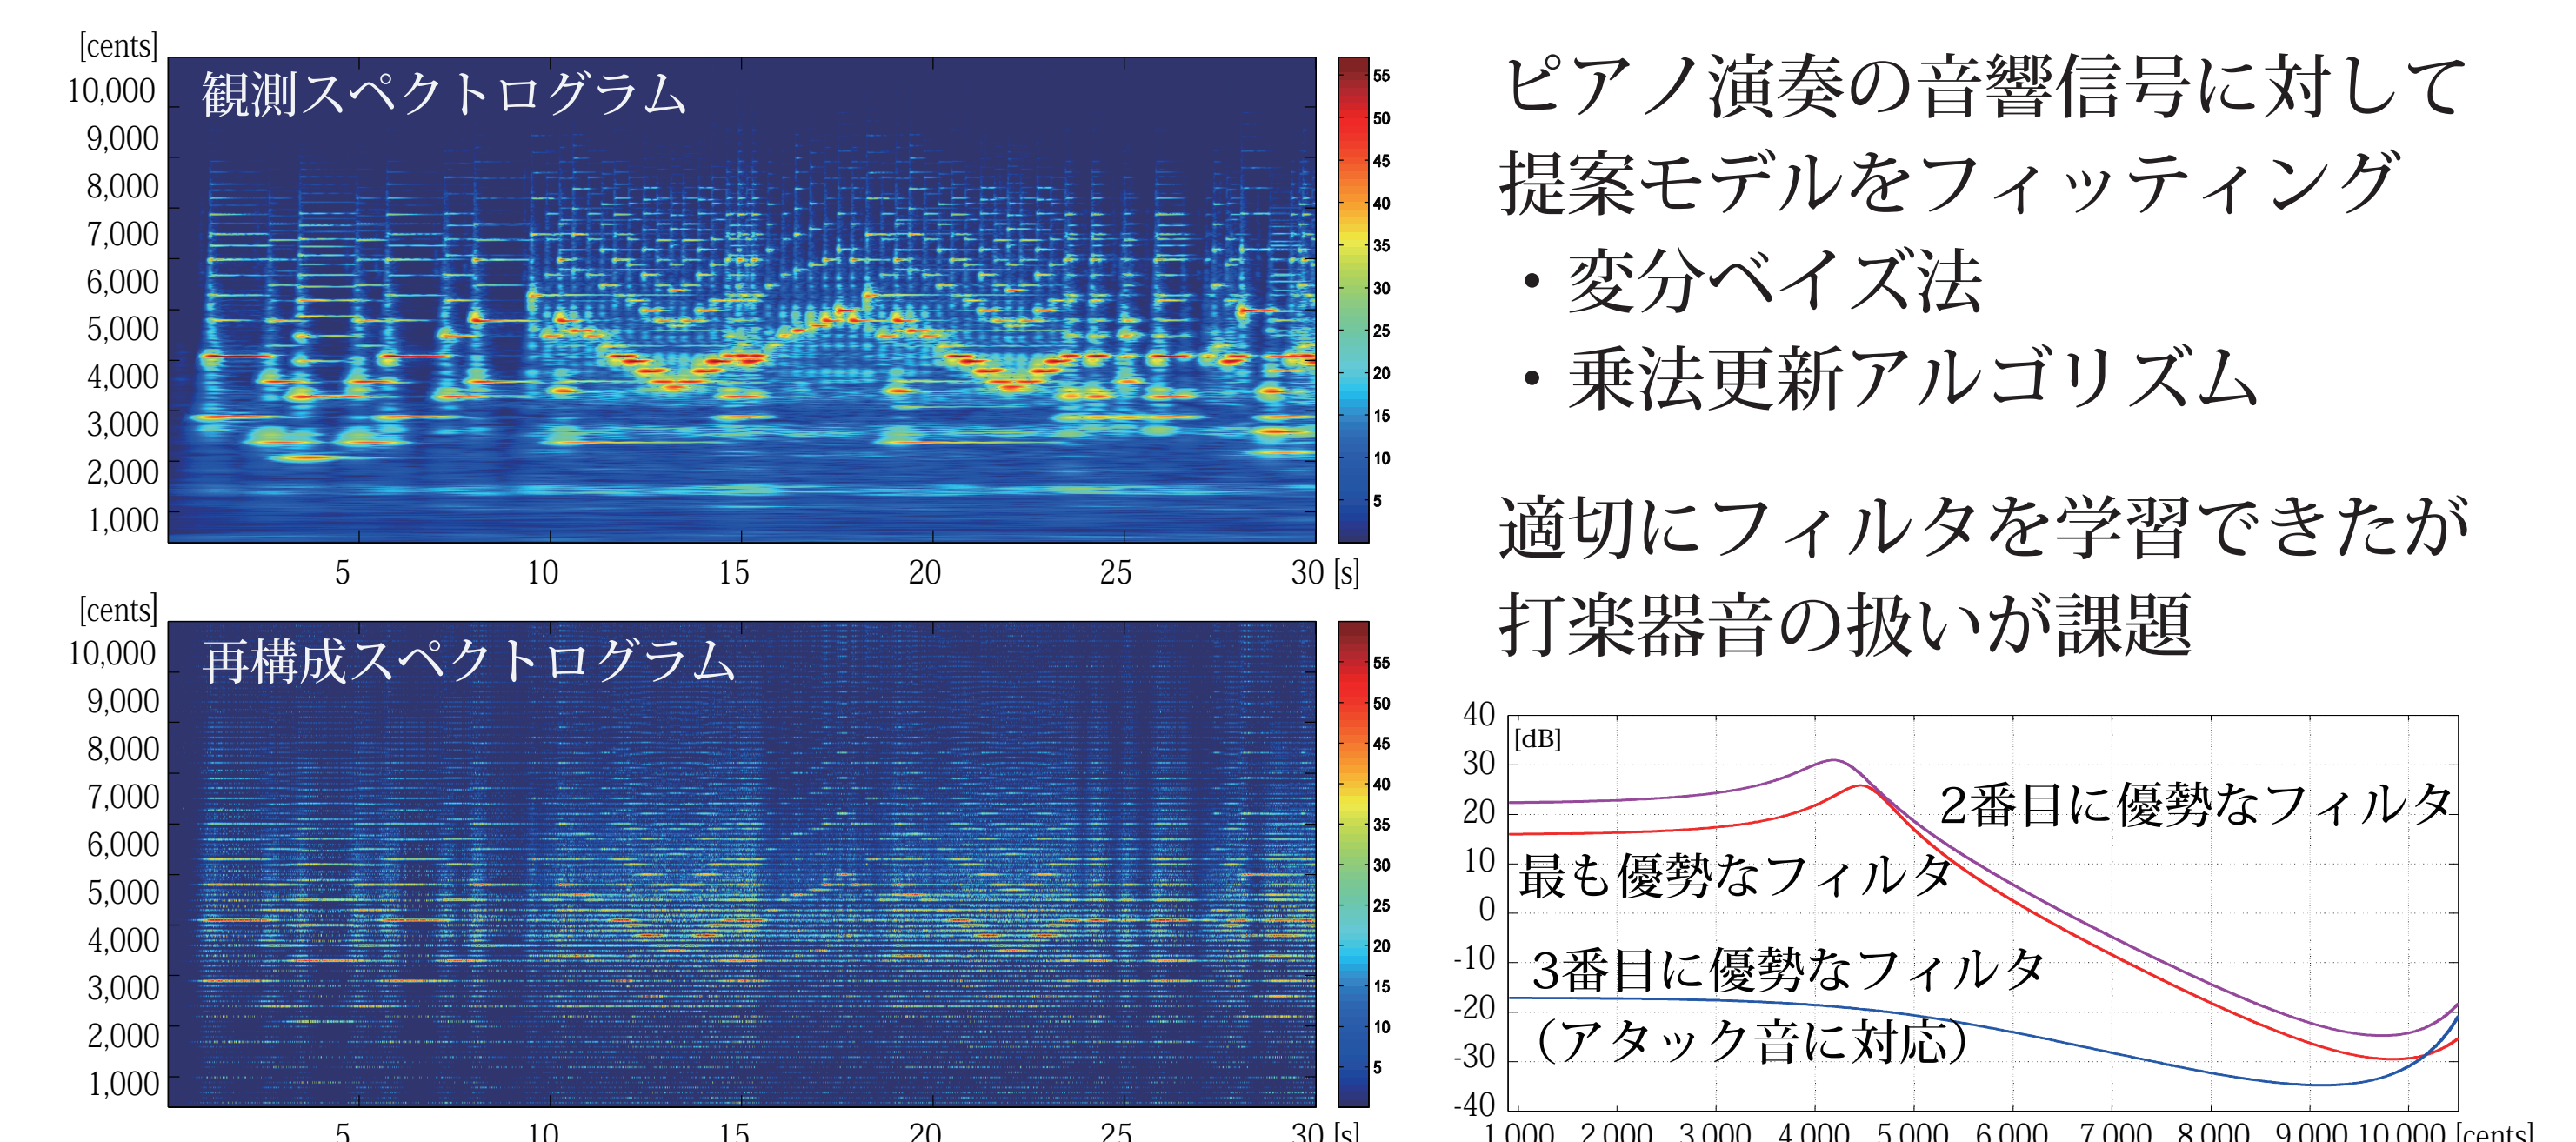 [cents]
観測スペクトログラム
10,000
9,000
8,000
7,000
6,000
5,000
4,000
3,000
2,000
1,000
5 10 15 20 25 30 [s]
55
50
45
40
35
30
25
20
15
10
5
[cents]
再構成スペクトログラム
10,000
9,000
8,000
7,000
6,000
5,000
4,000
3,000
2,000
1,000
5 10 15 20 25 30 [s]
55
50
45
40
35
30
25
20
15
10
5
ピアノ演奏の音響信号に対して
提案モデルをフィッティング
・変分ベイズ法
・乗法更新アルゴリズム
適切にフィルタを学習できたが
打楽器音の扱いが課題
40
30
20
10
0
-10
-20
-30
-40
[dB]
2番目に優勢なフィルタ
最も優勢なフィルタ
3番目に優勢なフィルタ
（アタック音に対応）
1,000 2,000 3,000 4,000 5,000 6,000 7,000 8,000 9,000 10,000 [cents]